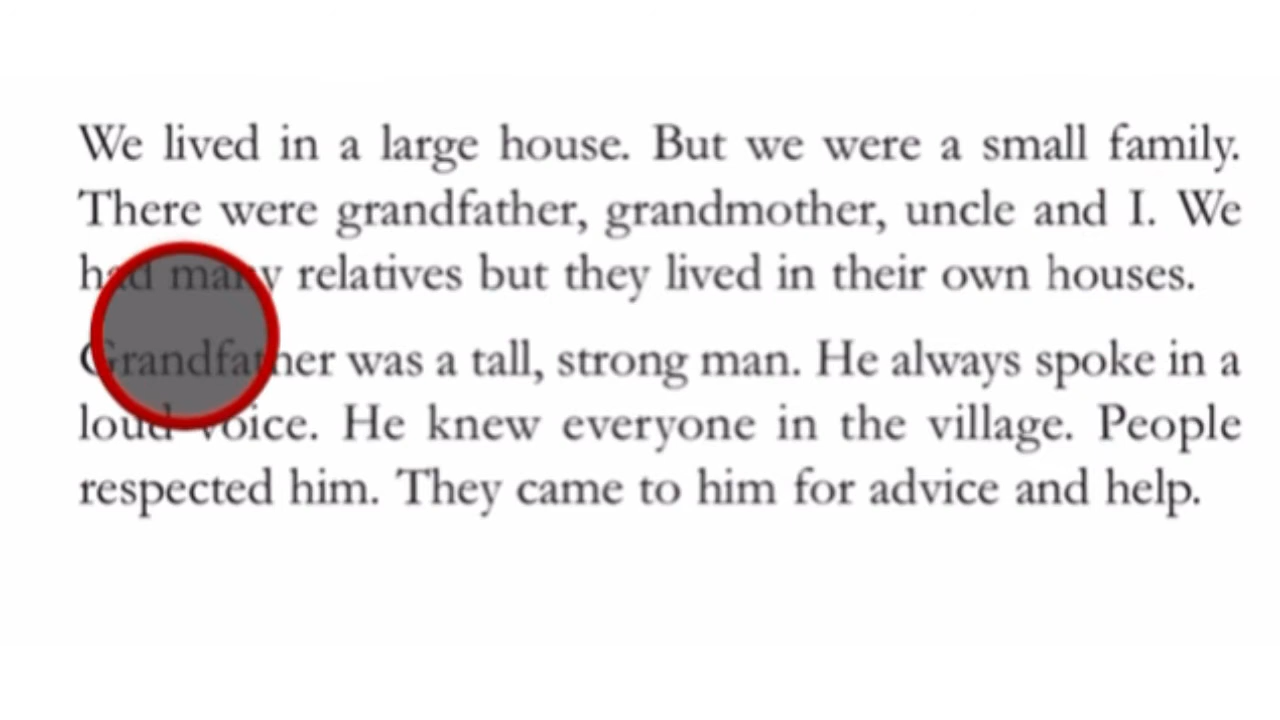 We lived in a large house. But we were a small family.
There were grandfather, grandmother, uncle and I. We
had many relatives but they lived in their own houses.
Grandfather was a tall, strong man. He always spoke in a
loud voice. He knew everyone in the village. People
respected him. They came to him for advice and help.